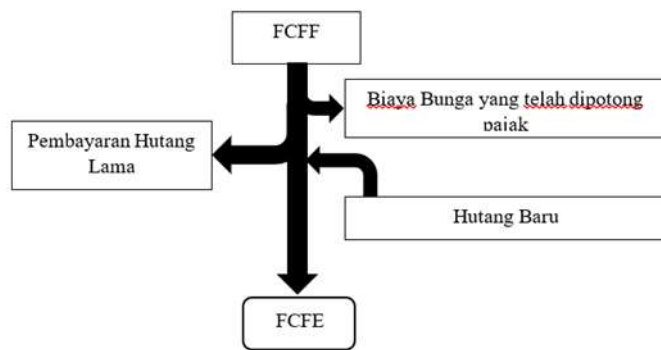 FCFF
Biaya Bunga yang telah dipotong
pajak
Pembayaran Hutang
Lama
Hutang Baru
FCFE